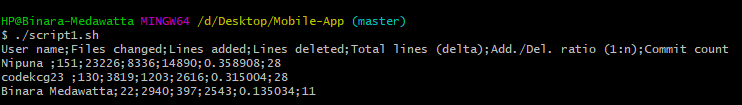 HP@Binara-Medawatta MINGW64 /d/Desktop/Mobile-App (master)
$ ./script1.sh
User name;Files changed;Lines added;Lines deleted;Total lines (delta);Add./Del. ratio (1:n);Commit count
Nipuna ;151;23226;8336;14890;0.358908;28
codekcg23 ;130;3819;1203;2616;0.315004;28
Binara Medawatta;22;2940;397;2543;0.135034;11